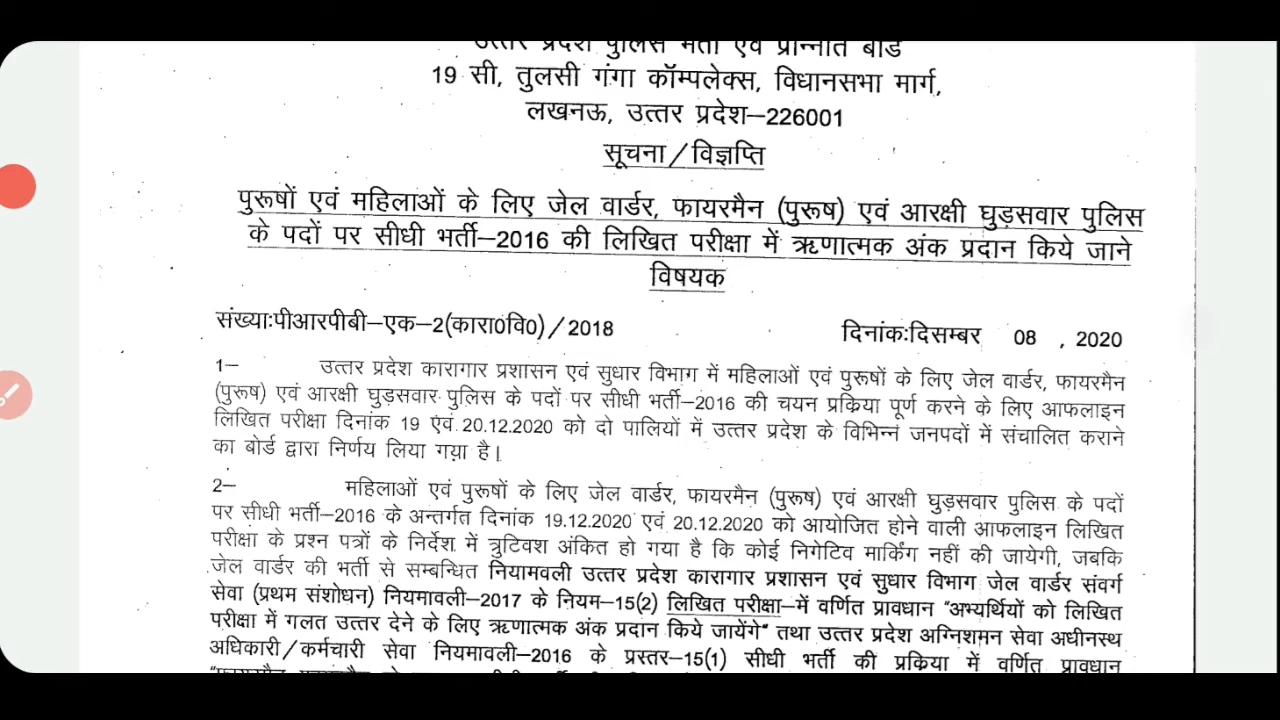 उत्तर प्रदेश पुलिस भर्ती एवं प्रोन्नति बोर्ड
19 सी, तुलसी गंगा कॉम्पलेक्स, विधानसभा मार्ग,
लखनऊ, उत्तर प्रदेश–226001
सूचना/विज्ञप्ति
पुरूषों एवं महिलाओं के लिए जेल वार्डर, फायरमैन (पुरूष) एवं आरक्षी घुड़सवार पुलिस
के पदों पर सीधी भर्ती–2016 की लिखित परीक्षा में ऋणात्मक अंक प्रदान किये जाने
विषयक
संख्याःपीआरपीबी–एक–2(कारा0वि0)/2018 दिनांकःदिसम्बर 08 , 2020
1– उत्तर प्रदेश कारागार प्रशासन एवं सुधार विभाग में महिलाओं एवं पुरूषों के लिए जेल वार्डर, फायरमैन
(पुरूष) एवं आरक्षी घुड़सवार पुलिस के पदों पर सीधी भर्ती–2016 की चयन प्रक्रिया पूर्ण करने के लिए आफलाइन
लिखित परीक्षा दिनांक 19 एंव 20.12.2020 को दो पालियों में उत्तर प्रदेश के विभिन्न जनपदों में संचालित कराने
का बोर्ड द्वारा निर्णय लिया गया है।
2– महिलाओं एवं पुरूषों के लिए जेल वार्डर, फायरमैन (पुरूष) एवं आरक्षी घुड़सवार पुलिस के पदों
पर सीधी भर्ती–2016 के अन्तर्गत दिनांक 19.12.2020 एवं 20.12.2020 को आयोजित होने वाली आफलाइन लिखित
परीक्षा के प्रश्न पत्रों के निर्देश में त्रुटिवश अंकित हो गया है कि कोई निगेटिव मार्किंग नहीं की जायेगी, जबकि
जेल वार्डर की भर्ती से सम्बन्धित नियामवली उत्तर प्रदेश कारागार प्रशासन एवं सुधार विभाग जेल वार्डर संवर्ग
सेवा (प्रथम संशोधन) नियमावली–2017 के नियम–15(2) लिखित परीक्षा–में वर्णित प्रावधान "अभ्यर्थियों को लिखित
परीक्षा में गलत उत्तर देने के लिए ऋणात्मक अंक प्रदान किये जायेंगे" तथा उत्तर प्रदेश अग्निशमन सेवा अधीनस्थ
अधिकारी/कर्मचारी सेवा नियमावली–2016 के प्रस्तर–15(1) सीधी भर्ती की प्रक्रिया में वर्णित प्रावधान